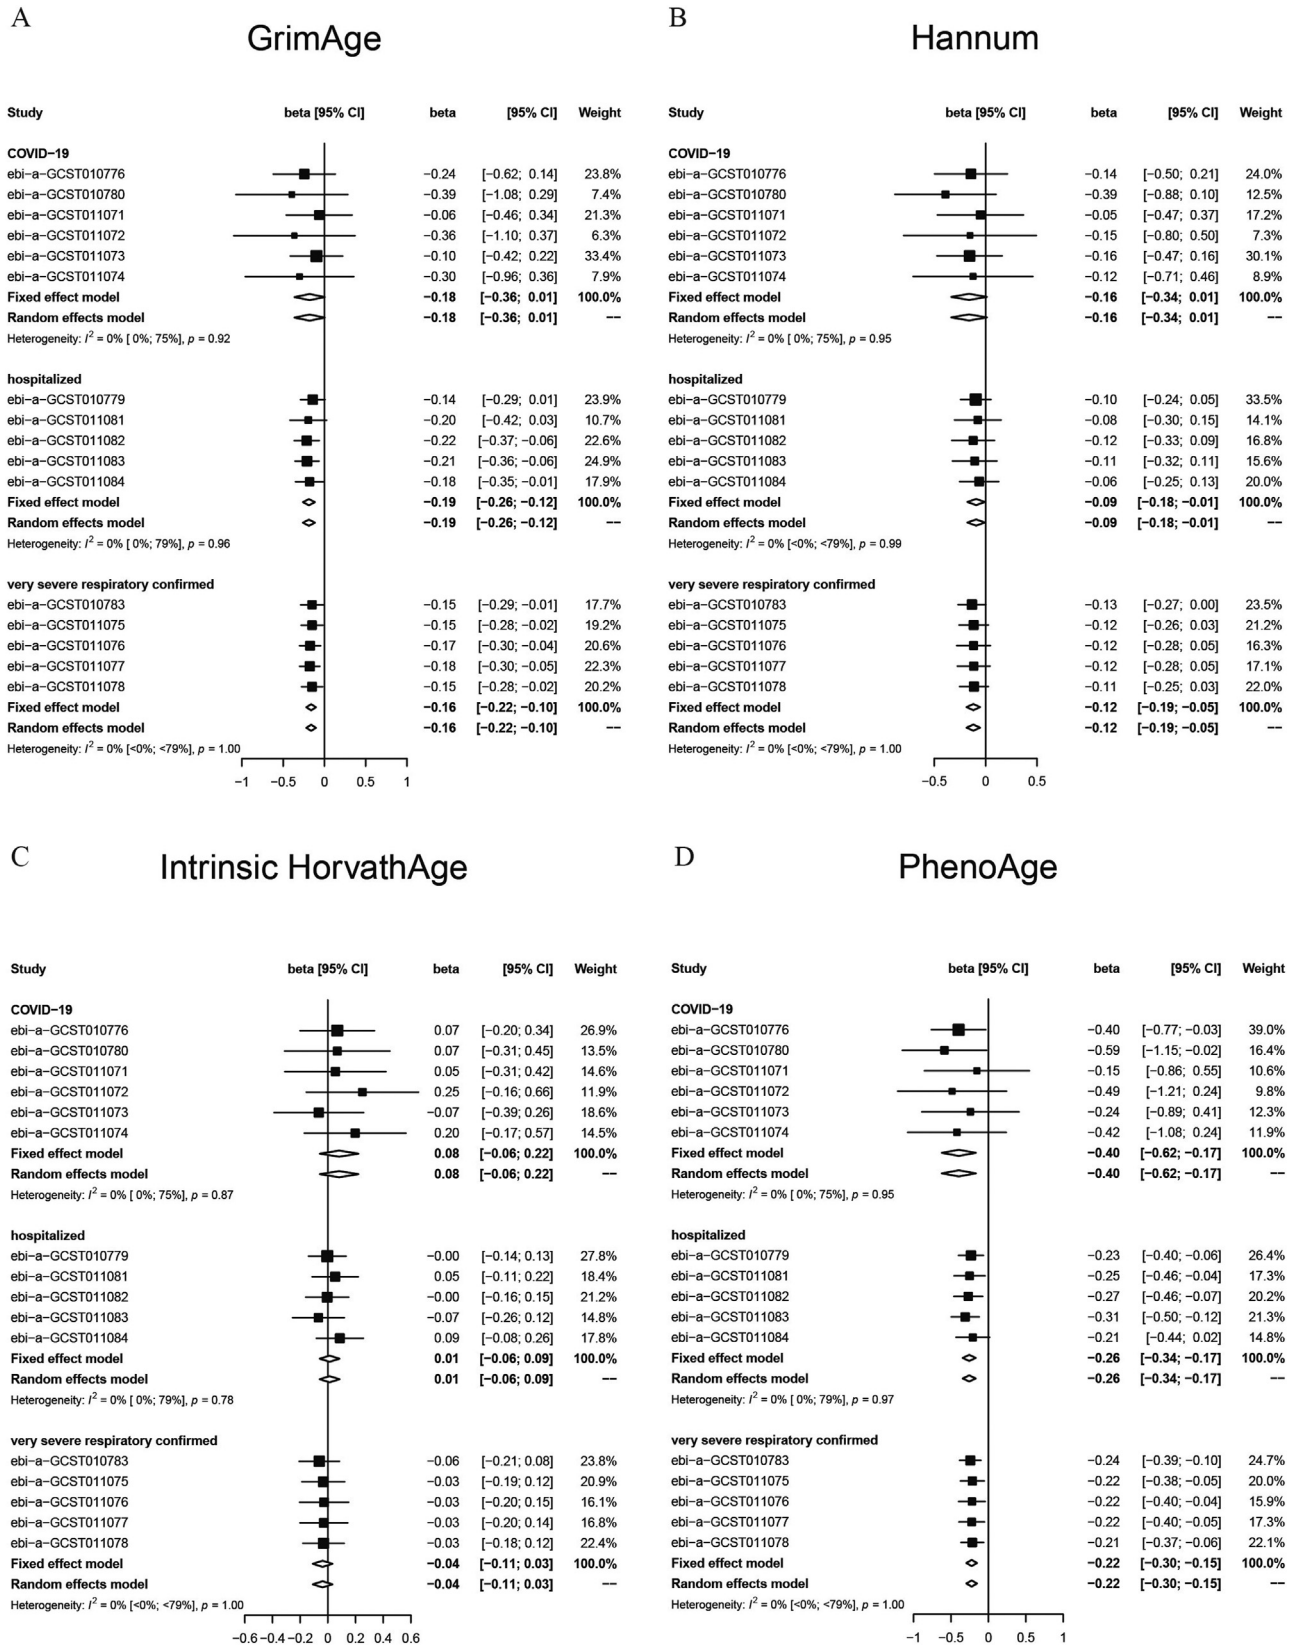 A
GrimAge
Study beta [95% CI] beta [95% CI] Weight
COVID−19
ebi−a−GCST010776 −0.24 [−0.62; 0.14] 23.8%
ebi−a−GCST010780 −0.39 [−1.08; 0.29] 7.4%
ebi−a−GCST011071 −0.06 [−0.46; 0.34] 21.3%
ebi−a−GCST011072 −0.36 [−1.10; 0.37] 6.3%
ebi−a−GCST011073 −0.10 [−0.42; 0.22] 33.4%
ebi−a−GCST011074 −0.30 [−0.96; 0.36] 7.9%
Fixed effect model −0.18 [−0.36; 0.01] 100.0%
Random effects model −0.18 [−0.36; 0.01] −−
Heterogeneity: I² = 0% [ 0%; 75%], p = 0.92
hospitalized
ebi−a−GCST010779 −0.14 [−0.29; 0.01] 23.9%
ebi−a−GCST011081 −0.20 [−0.42; 0.03] 10.7%
ebi−a−GCST011082 −0.22 [−0.37; −0.06] 22.6%
ebi−a−GCST011083 −0.21 [−0.36; −0.06] 24.9%
ebi−a−GCST011084 −0.18 [−0.35; −0.01] 17.9%
Fixed effect model −0.19 [−0.26; −0.12] 100.0%
Random effects model −0.19 [−0.26; −0.12] −−
Heterogeneity: I² = 0% [ 0%; 79%], p = 0.96
very severe respiratory confirmed
ebi−a−GCST010783 −0.15 [−0.29; −0.01] 17.7%
ebi−a−GCST011075 −0.15 [−0.28; −0.02] 19.2%
ebi−a−GCST011076 −0.17 [−0.30; −0.04] 20.6%
ebi−a−GCST011077 −0.18 [−0.30; −0.05] 22.3%
ebi−a−GCST011078 −0.15 [−0.28; −0.02] 20.2%
Fixed effect model −0.16 [−0.22; −0.10] 100.0%
Random effects model −0.16 [−0.22; −0.10] −−
Heterogeneity: I² = 0% [<0%; <79%], p = 1.00
−1 −0.5 0 0.5 1
B
Hannum
Study beta [95% CI] beta [95% CI] Weight
COVID−19
ebi−a−GCST010776 −0.14 [−0.50; 0.21] 24.0%
ebi−a−GCST010780 −0.39 [−0.88; 0.10] 12.5%
ebi−a−GCST011071 −0.05 [−0.47; 0.37] 17.2%
ebi−a−GCST011072 −0.15 [−0.80; 0.50] 7.3%
ebi−a−GCST011073 −0.16 [−0.47; 0.16] 30.1%
ebi−a−GCST011074 −0.12 [−0.71; 0.46] 8.9%
Fixed effect model −0.16 [−0.34; 0.01] 100.0%
Random effects model −0.16 [−0.34; 0.01] −−
Heterogeneity: I² = 0% [ 0%; 75%], p = 0.95
hospitalized
ebi−a−GCST010779 −0.10 [−0.24; 0.05] 33.5%
ebi−a−GCST011081 −0.08 [−0.30; 0.15] 14.1%
ebi−a−GCST011082 −0.12 [−0.33; 0.09] 16.8%
ebi−a−GCST011083 −0.11 [−0.32; 0.11] 15.6%
ebi−a−GCST011084 −0.06 [−0.25; 0.13] 20.0%
Fixed effect model −0.09 [−0.18; −0.01] 100.0%
Random effects model −0.09 [−0.18; −0.01] −−
Heterogeneity: I² = 0% [<0%; <79%], p = 0.99
very severe respiratory confirmed
ebi−a−GCST010783 −0.13 [−0.27; 0.00] 23.5%
ebi−a−GCST011075 −0.12 [−0.26; 0.03] 21.2%
ebi−a−GCST011076 −0.12 [−0.28; 0.05] 16.3%
ebi−a−GCST011077 −0.12 [−0.28; 0.05] 17.1%
ebi−a−GCST011078 −0.11 [−0.25; 0.03] 22.0%
Fixed effect model −0.12 [−0.19; −0.05] 100.0%
Random effects model −0.12 [−0.19; −0.05] −−
Heterogeneity: I² = 0% [<0%; <79%], p = 1.00
−0.5 0 0.5
C
Intrinsic HorvathAge
Study beta [95% CI] beta [95% CI] Weight
COVID−19
ebi−a−GCST010776 0.07 [−0.20; 0.34] 26.9%
ebi−a−GCST010780 0.07 [−0.31; 0.45] 13.5%
ebi−a−GCST011071 0.05 [−0.31; 0.42] 14.6%
ebi−a−GCST011072 0.25 [−0.16; 0.66] 11.9%
ebi−a−GCST011073 −0.07 [−0.39; 0.26] 18.6%
ebi−a−GCST011074 0.20 [−0.17; 0.57] 14.5%
Fixed effect model 0.08 [−0.06; 0.22] 100.0%
Random effects model 0.08 [−0.06; 0.22] −−
Heterogeneity: I² = 0% [ 0%; 75%], p = 0.87
hospitalized
ebi−a−GCST010779 −0.00 [−0.14; 0.13] 27.8%
ebi−a−GCST011081 0.05 [−0.11; 0.22] 18.4%
ebi−a−GCST011082 −0.00 [−0.16; 0.15] 21.2%
ebi−a−GCST011083 −0.07 [−0.26; 0.12] 14.8%
ebi−a−GCST011084 0.09 [−0.08; 0.26] 17.8%
Fixed effect model 0.01 [−0.06; 0.09] 100.0%
Random effects model 0.01 [−0.06; 0.09] −−
Heterogeneity: I² = 0% [ 0%; 79%], p = 0.78
very severe respiratory confirmed
ebi−a−GCST010783 −0.06 [−0.21; 0.08] 23.8%
ebi−a−GCST011075 −0.03 [−0.19; 0.12] 20.9%
ebi−a−GCST011076 −0.03 [−0.20; 0.15] 16.1%
ebi−a−GCST011077 −0.03 [−0.20; 0.14] 16.8%
ebi−a−GCST011078 −0.03 [−0.18; 0.12] 22.4%
Fixed effect model −0.04 [−0.11; 0.03] 100.0%
Random effects model −0.04 [−0.11; 0.03] −−
Heterogeneity: I² = 0% [<0%; <79%], p = 1.00
−0.6 −0.4 −0.2 0 0.2 0.4 0.6
D
PhenoAge
Study beta [95% CI] beta [95% CI] Weight
COVID−19
ebi−a−GCST010776 −0.40 [−0.77; −0.03] 39.0%
ebi−a−GCST010780 −0.59 [−1.15; −0.02] 16.4%
ebi−a−GCST011071 −0.15 [−0.86; 0.55] 10.6%
ebi−a−GCST011072 −0.49 [−1.21; 0.24] 9.8%
ebi−a−GCST011073 −0.24 [−0.89; 0.41] 12.3%
ebi−a−GCST011074 −0.42 [−1.08; 0.24] 11.9%
Fixed effect model −0.40 [−0.62; −0.17] 100.0%
Random effects model −0.40 [−0.62; −0.17] −−
Heterogeneity: I² = 0% [ 0%; 75%], p = 0.95
hospitalized
ebi−a−GCST010779 −0.23 [−0.40; −0.06] 26.4%
ebi−a−GCST011081 −0.25 [−0.46; −0.04] 17.3%
ebi−a−GCST011082 −0.27 [−0.46; −0.07] 20.2%
ebi−a−GCST011083 −0.31 [−0.50; −0.12] 21.3%
ebi−a−GCST011084 −0.21 [−0.44; 0.02] 14.8%
Fixed effect model −0.26 [−0.34; −0.17] 100.0%
Random effects model −0.26 [−0.34; −0.17] −−
Heterogeneity: I² = 0% [ 0%; 79%], p = 0.97
very severe respiratory confirmed
ebi−a−GCST010783 −0.24 [−0.39; −0.10] 24.7%
ebi−a−GCST011075 −0.22 [−0.38; −0.05] 20.0%
ebi−a−GCST011076 −0.22 [−0.40; −0.04] 15.9%
ebi−a−GCST011077 −0.22 [−0.40; −0.05] 17.3%
ebi−a−GCST011078 −0.21 [−0.37; −0.06] 22.1%
Fixed effect model −0.22 [−0.30; −0.15] 100.0%
Random effects model −0.22 [−0.30; −0.15] −−
Heterogeneity: I² = 0% [<0%; <79%], p = 1.00
−1 −0.5 0 0.5 1